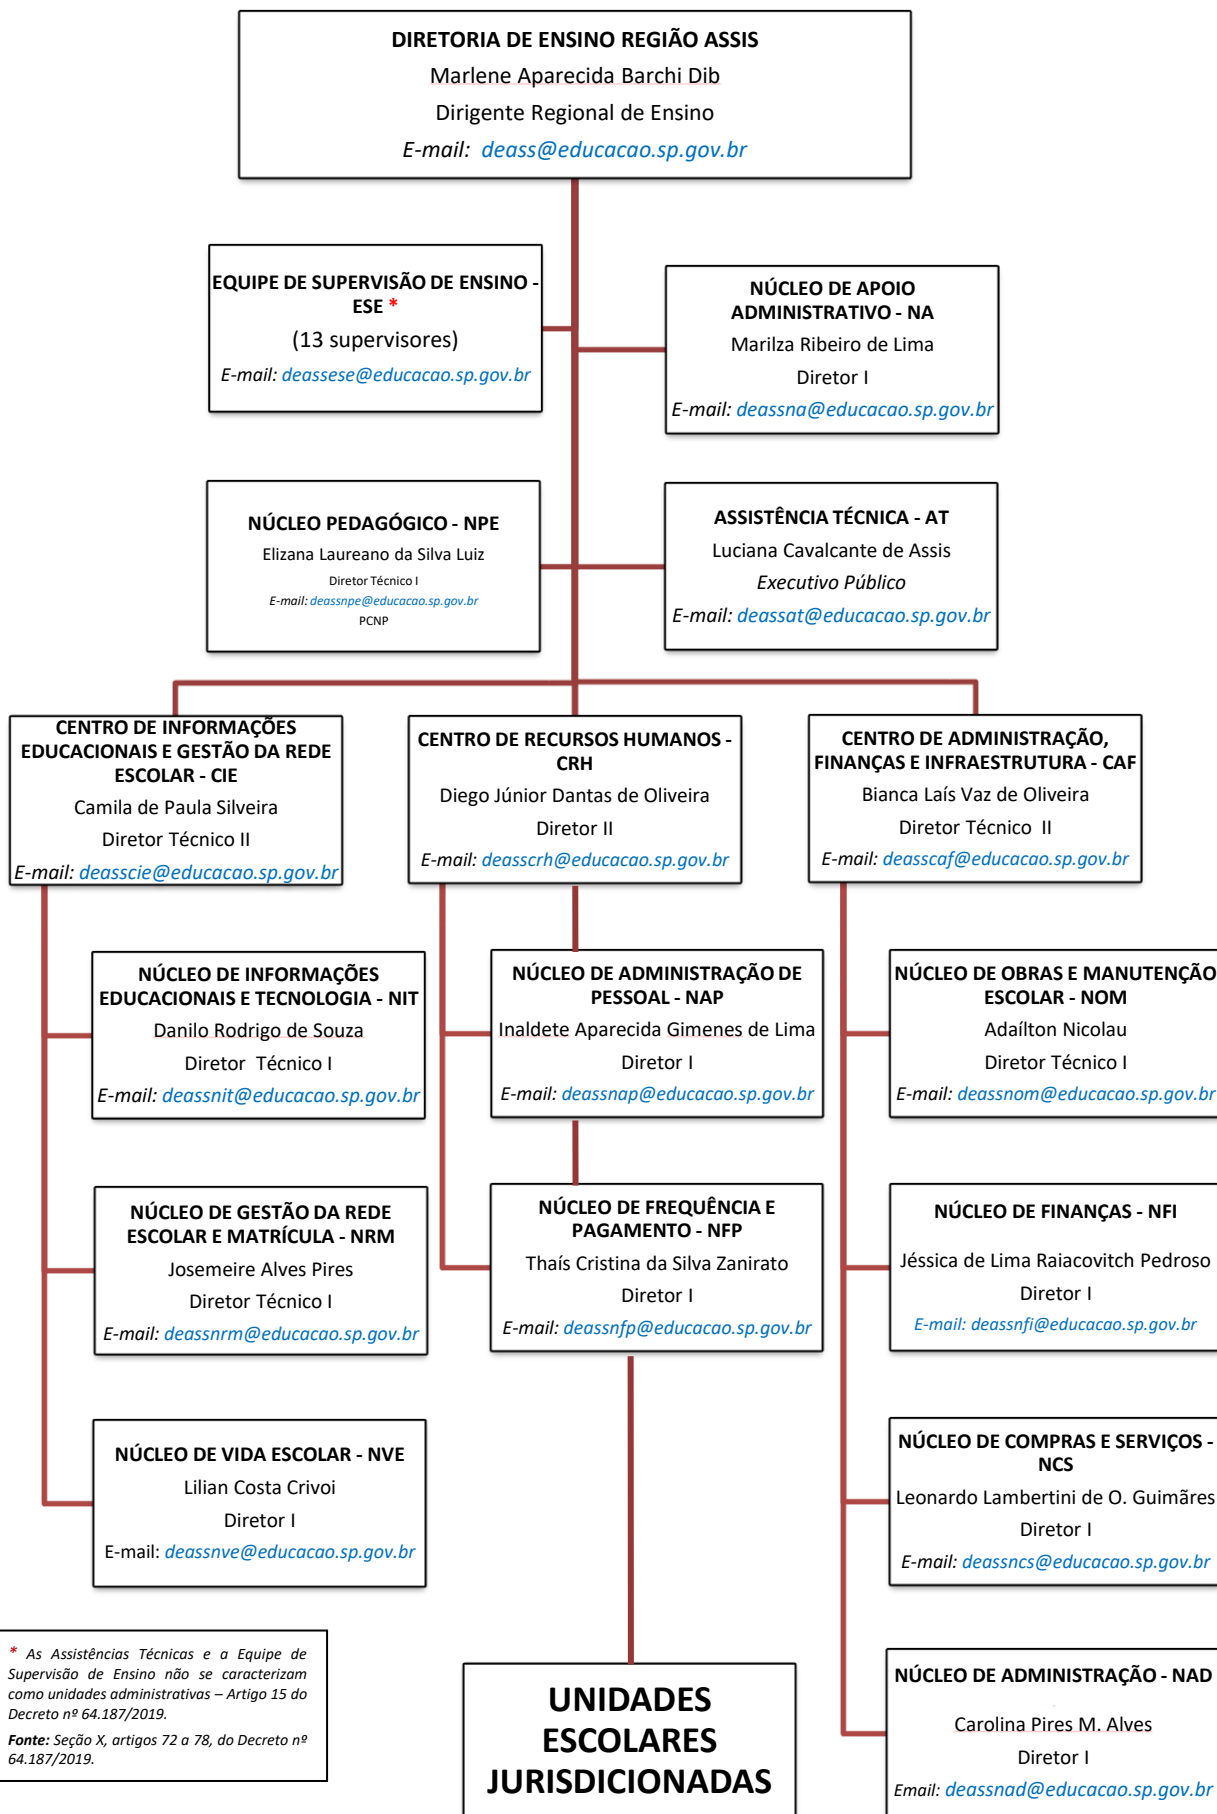 DIRETORIA DE ENSINO REGIÃO ASSIS
Marlene Aparecida Barchi Dib
Dirigente Regional de Ensino
E-mail: deass@educacao.sp.gov.br
EQUIPE DE SUPERVISÃO DE ENSINO -
ESE *
(13 supervisores)
E-mail: deassese@educacao.sp.gov.br
NÚCLEO DE APOIO
ADMINISTRATIVO - NA
Marilza Ribeiro de Lima
Diretor I
E-mail: deassna@educacao.sp.gov.br
NÚCLEO PEDAGÓGICO - NPE
Elizana Laureano da Silva Luiz
Diretor Técnico I
E-mail: deassnpe@educacao.sp.gov.br
PCNP
ASSISTÊNCIA TÉCNICA - AT
Luciana Cavalcante de Assis
Executivo Público
E-mail: deassat@educacao.sp.gov.br
CENTRO DE INFORMAÇÕES
EDUCACIONAIS E GESTÃO DA REDE
ESCOLAR - CIE
Camila de Paula Silveira
Diretor Técnico II
E-mail: deasscie@educacao.sp.gov.br
CENTRO DE RECURSOS HUMANOS -
CRH
Diego Júnior Dantas de Oliveira
Diretor II
E-mail: deasscrh@educacao.sp.gov.br
CENTRO DE ADMINISTRAÇÃO,
FINANÇAS E INFRAESTRUTURA - CAF
Bianca Laís Vaz de Oliveira
Diretor Técnico II
E-mail: deasscaf@educacao.sp.gov.br
NÚCLEO DE INFORMAÇÕES
EDUCACIONAIS E TECNOLOGIA - NIT
Danilo Rodrigo de Souza
Diretor Técnico I
E-mail: deassnit@educacao.sp.gov.br
NÚCLEO DE ADMINISTRAÇÃO DE
PESSOAL - NAP
Inaldete Aparecida Gimenes de Lima
Diretor I
E-mail: deassnap@educacao.sp.gov.br
NÚCLEO DE OBRAS E MANUTENÇÃO
ESCOLAR - NOM
Adaílton Nicolau
Diretor Técnico I
E-mail: deassnom@educacao.sp.gov.br
NÚCLEO DE GESTÃO DA REDE
ESCOLAR E MATRÍCULA - NRM
Josemeire Alves Pires
Diretor Técnico I
E-mail: deassnrm@educacao.sp.gov.br
NÚCLEO DE FREQUÊNCIA E
PAGAMENTO - NFP
Thaís Cristina da Silva Zanirato
Diretor I
E-mail: deassnfp@educacao.sp.gov.br
NÚCLEO DE FINANÇAS - NFI
Jéssica de Lima Raiacovitch Pedroso
Diretor I
E-mail: deassnfi@educacao.sp.gov.br
NÚCLEO DE VIDA ESCOLAR - NVE
Lilian Costa Crivoi
Diretor I
E-mail: deassnve@educacao.sp.gov.br
NÚCLEO DE COMPRAS E SERVIÇOS -
NCS
Leonardo Lambertini de O. Guimãres
Diretor I
E-mail: deassncs@educacao.sp.gov.br
* As Assistências Técnicas e a Equipe de
Supervisão de Ensino não se caracterizam
como unidades administrativas – Artigo 15 do
Decreto nº 64.187/2019.
Fonte: Seção X, artigos 72 a 78, do Decreto nº
64.187/2019.
UNIDADES
ESCOLARES
JURISDICIONADAS
NÚCLEO DE ADMINISTRAÇÃO - NAD
Carolina Pires M. Alves
Diretor I
Email: deassnad@educacao.sp.gov.br